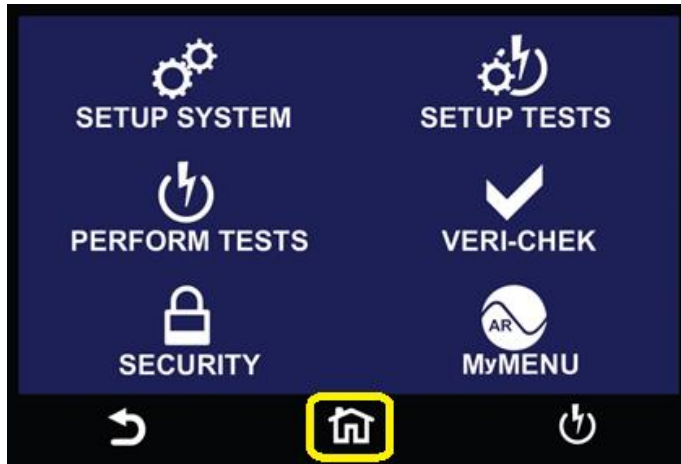 SETUP SYSTEM
SETUP TESTS
PERFORM TESTS
VERI-CHEK
SECURITY
AR
MyMENU